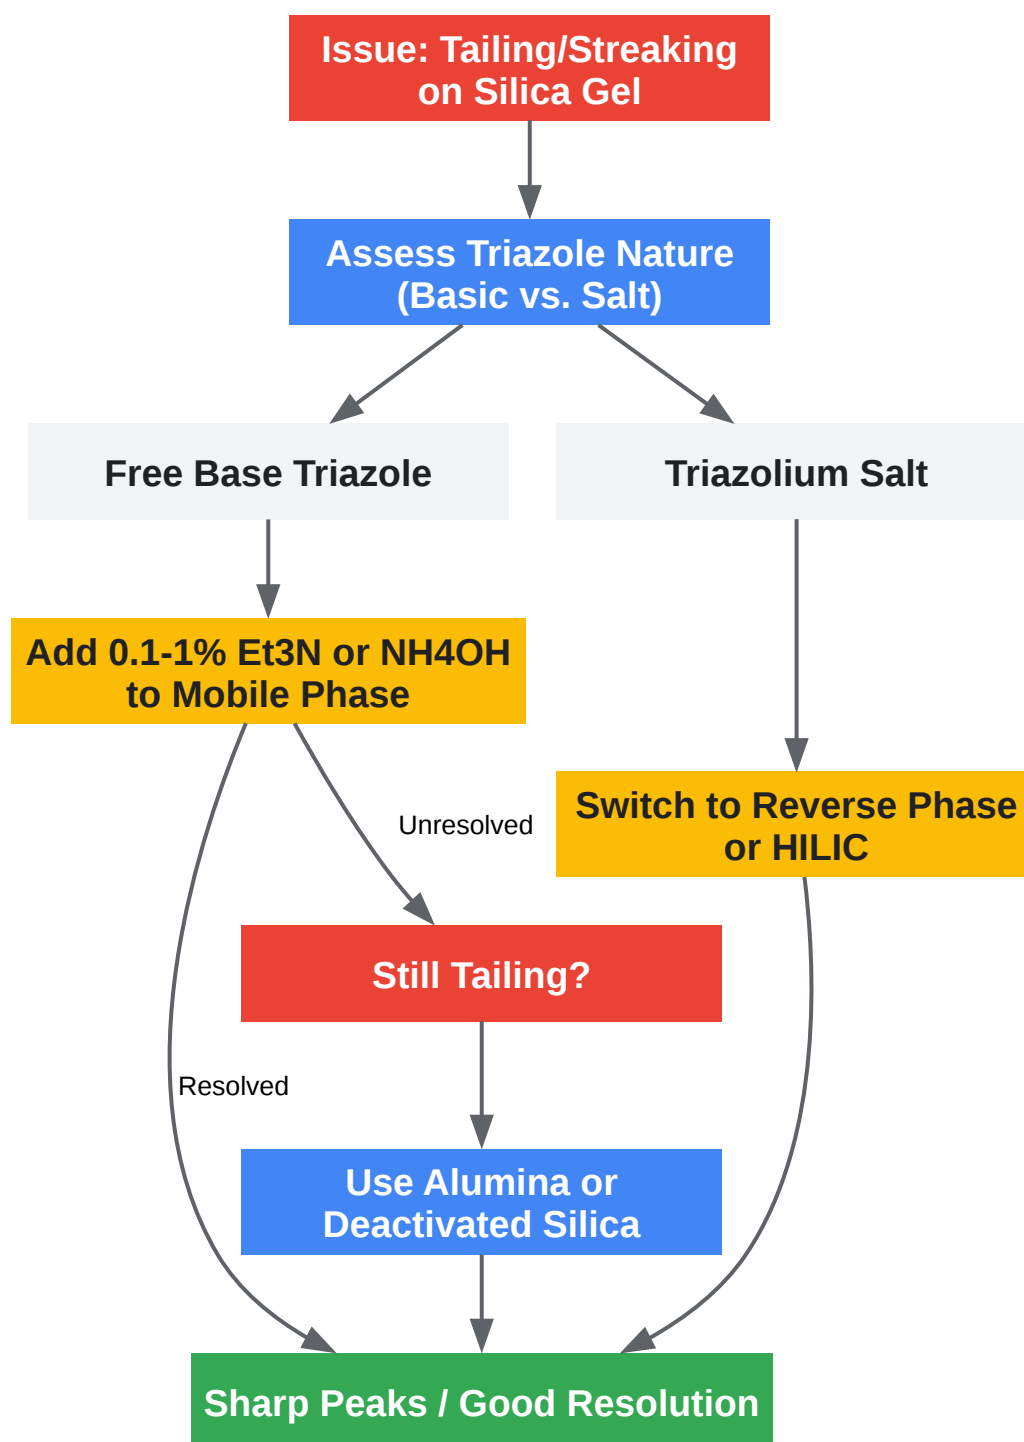 Issue: Tailing/Streaking
on Silica Gel
Assess Triazole Nature
(Basic vs. Salt)
Free Base Triazole
Triazolium Salt
Add 0.1-1% Et3N or NH4OH
to Mobile Phase
Switch to Reverse Phase
or HILIC
Unresolved
Still Tailing?
Resolved
Use Alumina or
Deactivated Silica
Sharp Peaks / Good Resolution